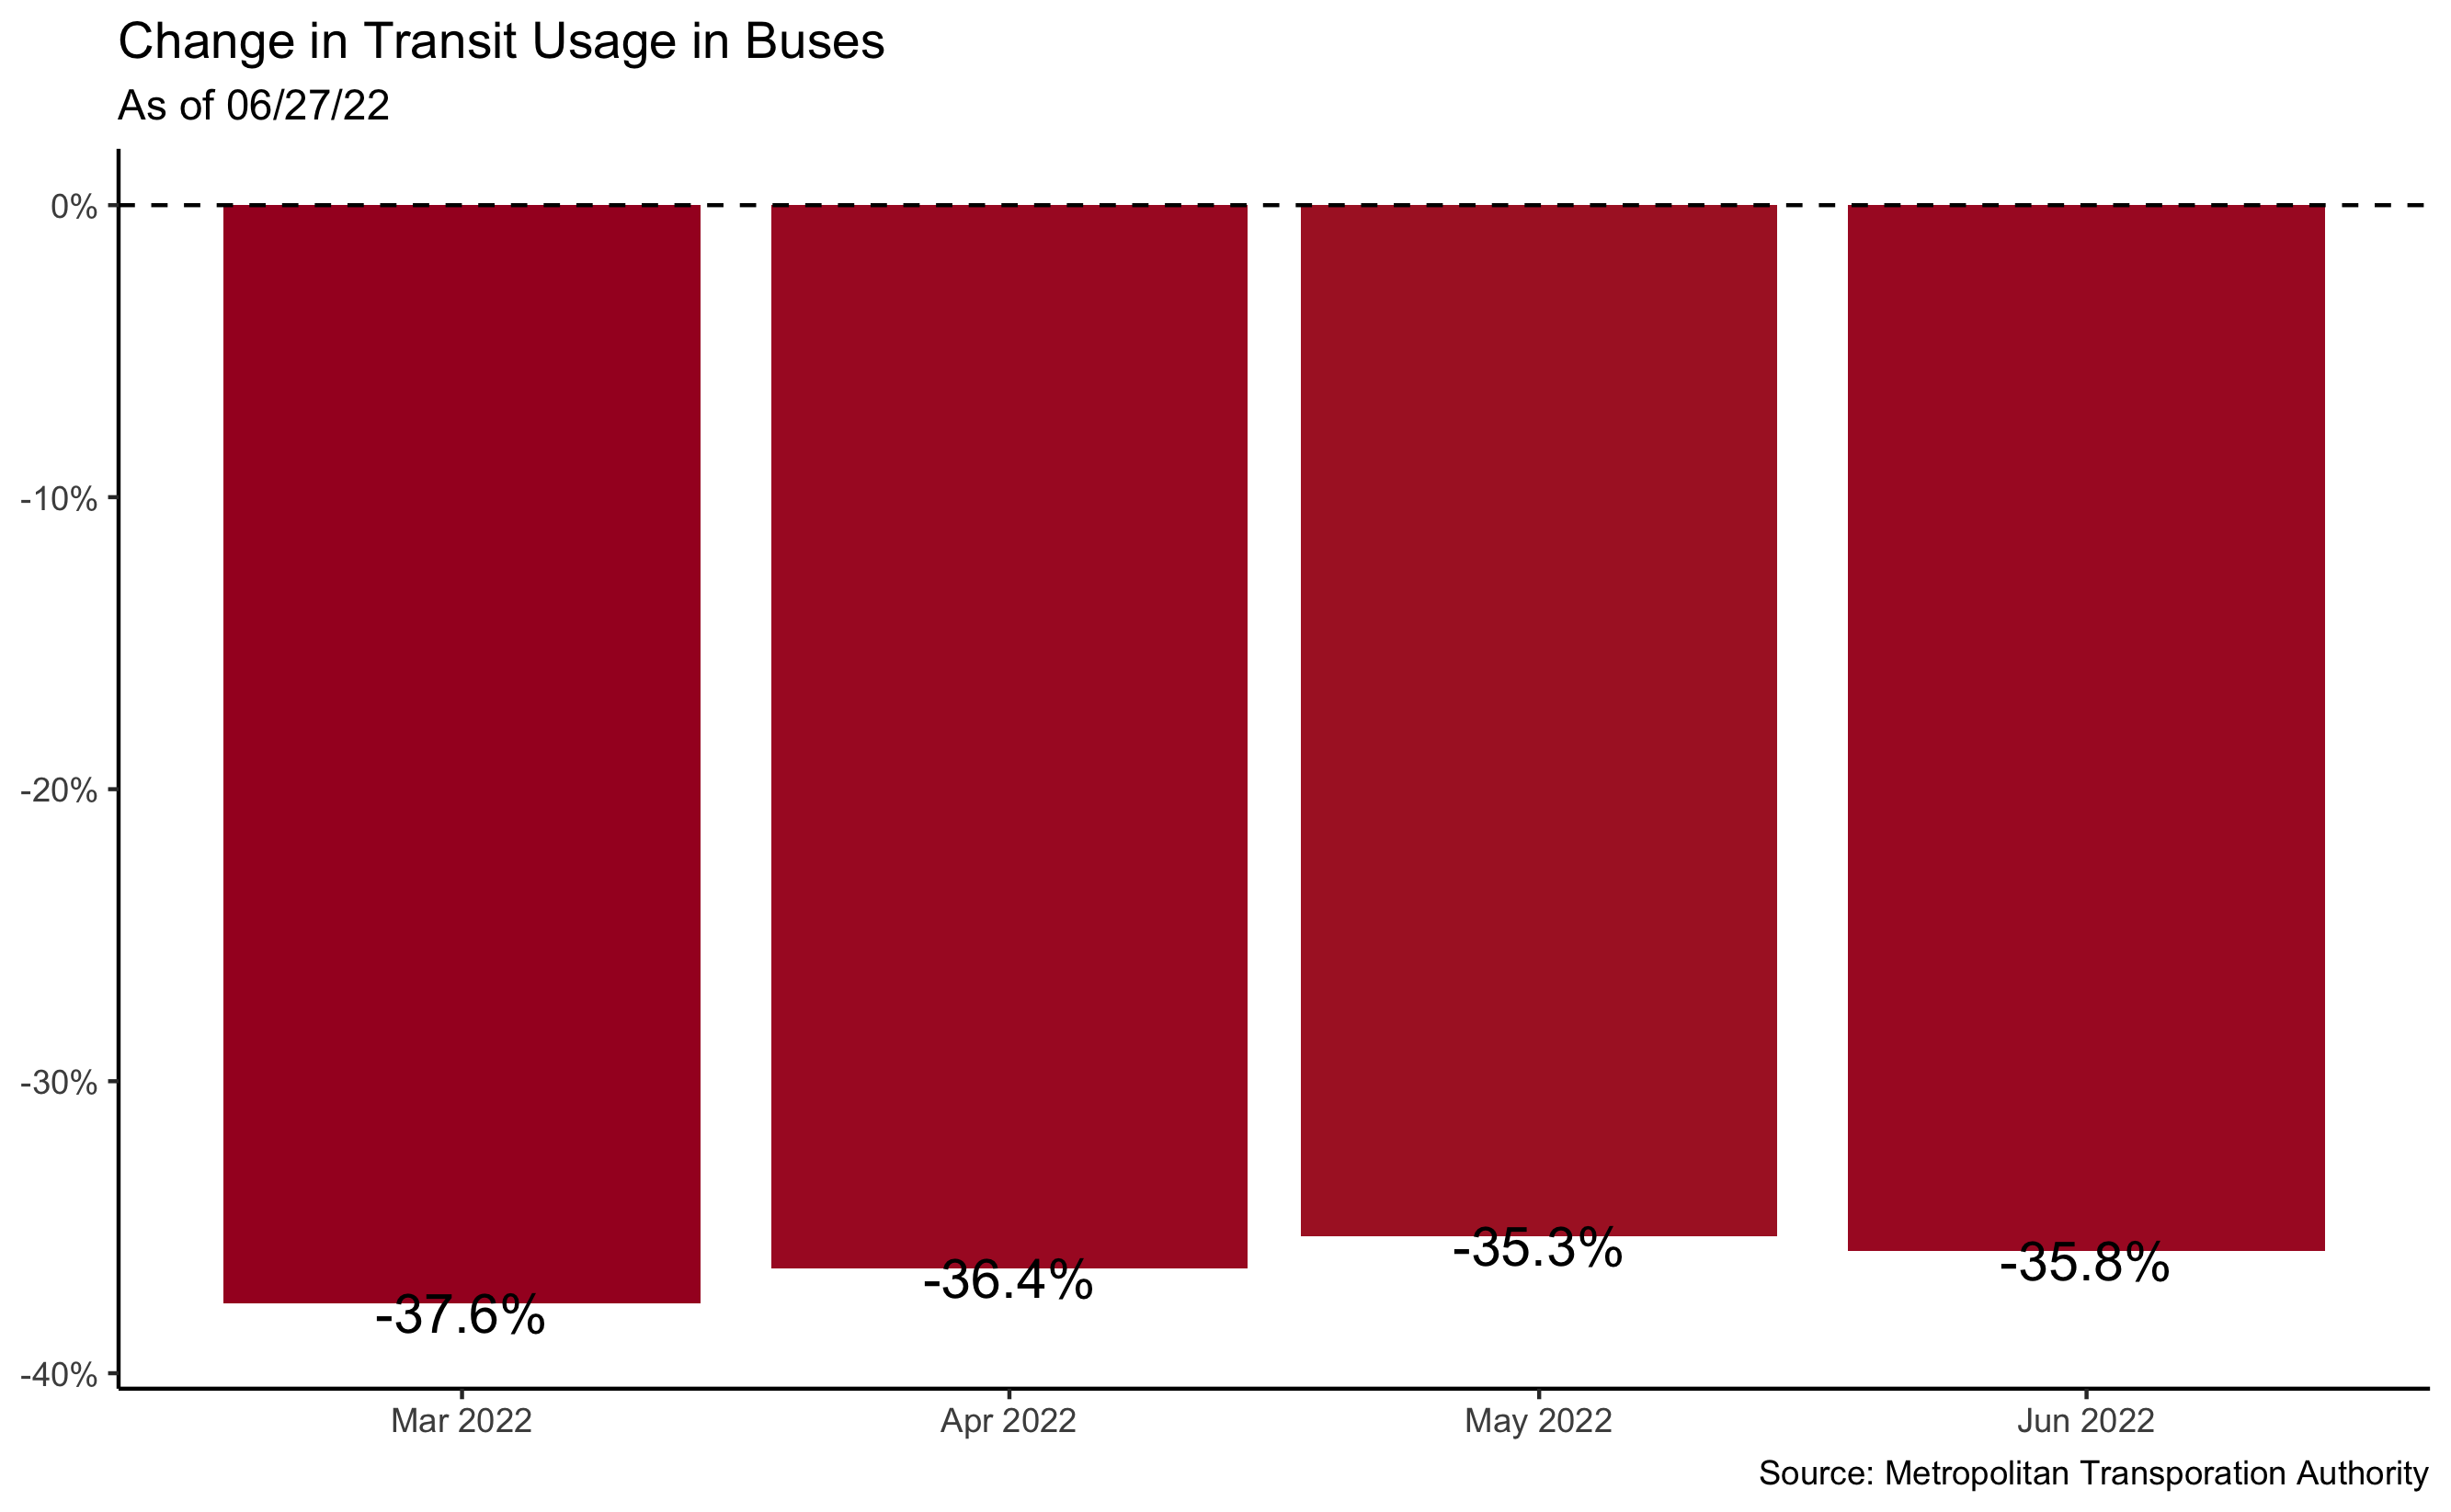 Change in Transit Usage in Buses
As of 06/27/22
0%
-10%
-20%
-30%
-40%
-37.6%
-36.4%
-35.3%
-35.8%
Mar 2022
Apr 2022
May 2022
Jun 2022
Source: Metropolitan Transporation Authority